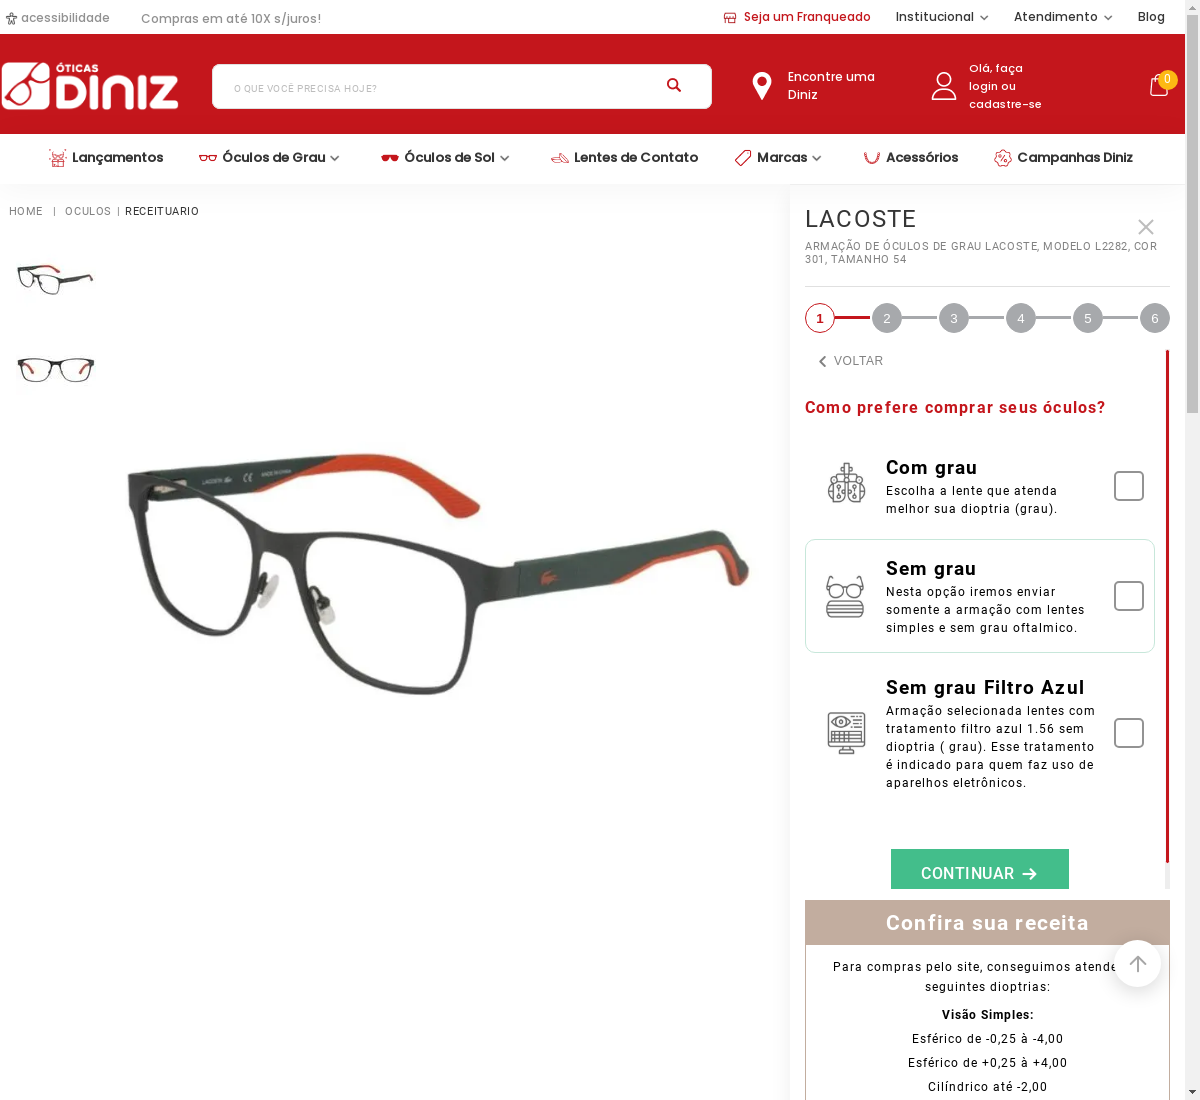 acessibilidade
Compras em até 10X s/juros!
Seja um Franqueado
Institucional
Atendimento
Blog
ÓTICAS
DINIZ
O QUE VOCÊ PRECISA HOJE?
Encontre uma
Diniz
Olá, faça
login ou
cadastre-se
0
Lançamentos
Óculos de Grau
Óculos de Sol
Lentes de Contato
Marcas
Acessórios
Campanhas Diniz
HOME | OCULOS | RECEITUARIO
LACOSTE
ARMAÇÃO DE ÓCULOS DE GRAU LACOSTE, MODELO L2282, COR
301, TAMANHO 54
1 2 3 4 5 6
VOLTAR
Como prefere comprar seus óculos?
Com grau
Escolha a lente que atenda
melhor sua dioptria (grau).
Sem grau
Nesta opção iremos enviar
somente a armação com lentes
simples e sem grau oftalmico.
Sem grau Filtro Azul
Armação selecionada lentes com
tratamento filtro azul 1.56 sem
dioptria ( grau). Esse tratamento
é indicado para quem faz uso de
aparelhos eletrônicos.
CONTINUAR
Confira sua receita
Para compras pelo site, conseguimos atende
seguintes dioptrias:
Visão Simples:
Esférico de -0,25 à -4,00
Esférico de +0,25 à +4,00
Cilíndrico até -2,00